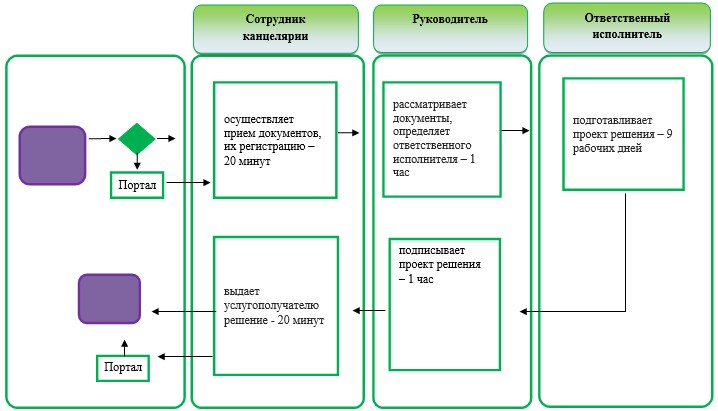 Сотрудник
канцелярии
Руководитель
Ответственный
исполнитель
осуществляет
прием документов,
их регистрацию –
20 минут
рассматривает
документы,
определяет
ответственного
исполнителя – 1
час
подготавливает
проект решения – 9
рабочих дней
Портал
подписывает
проект решения
– 1 час
выдает
услугополучателю
решение - 20 минут
Портал